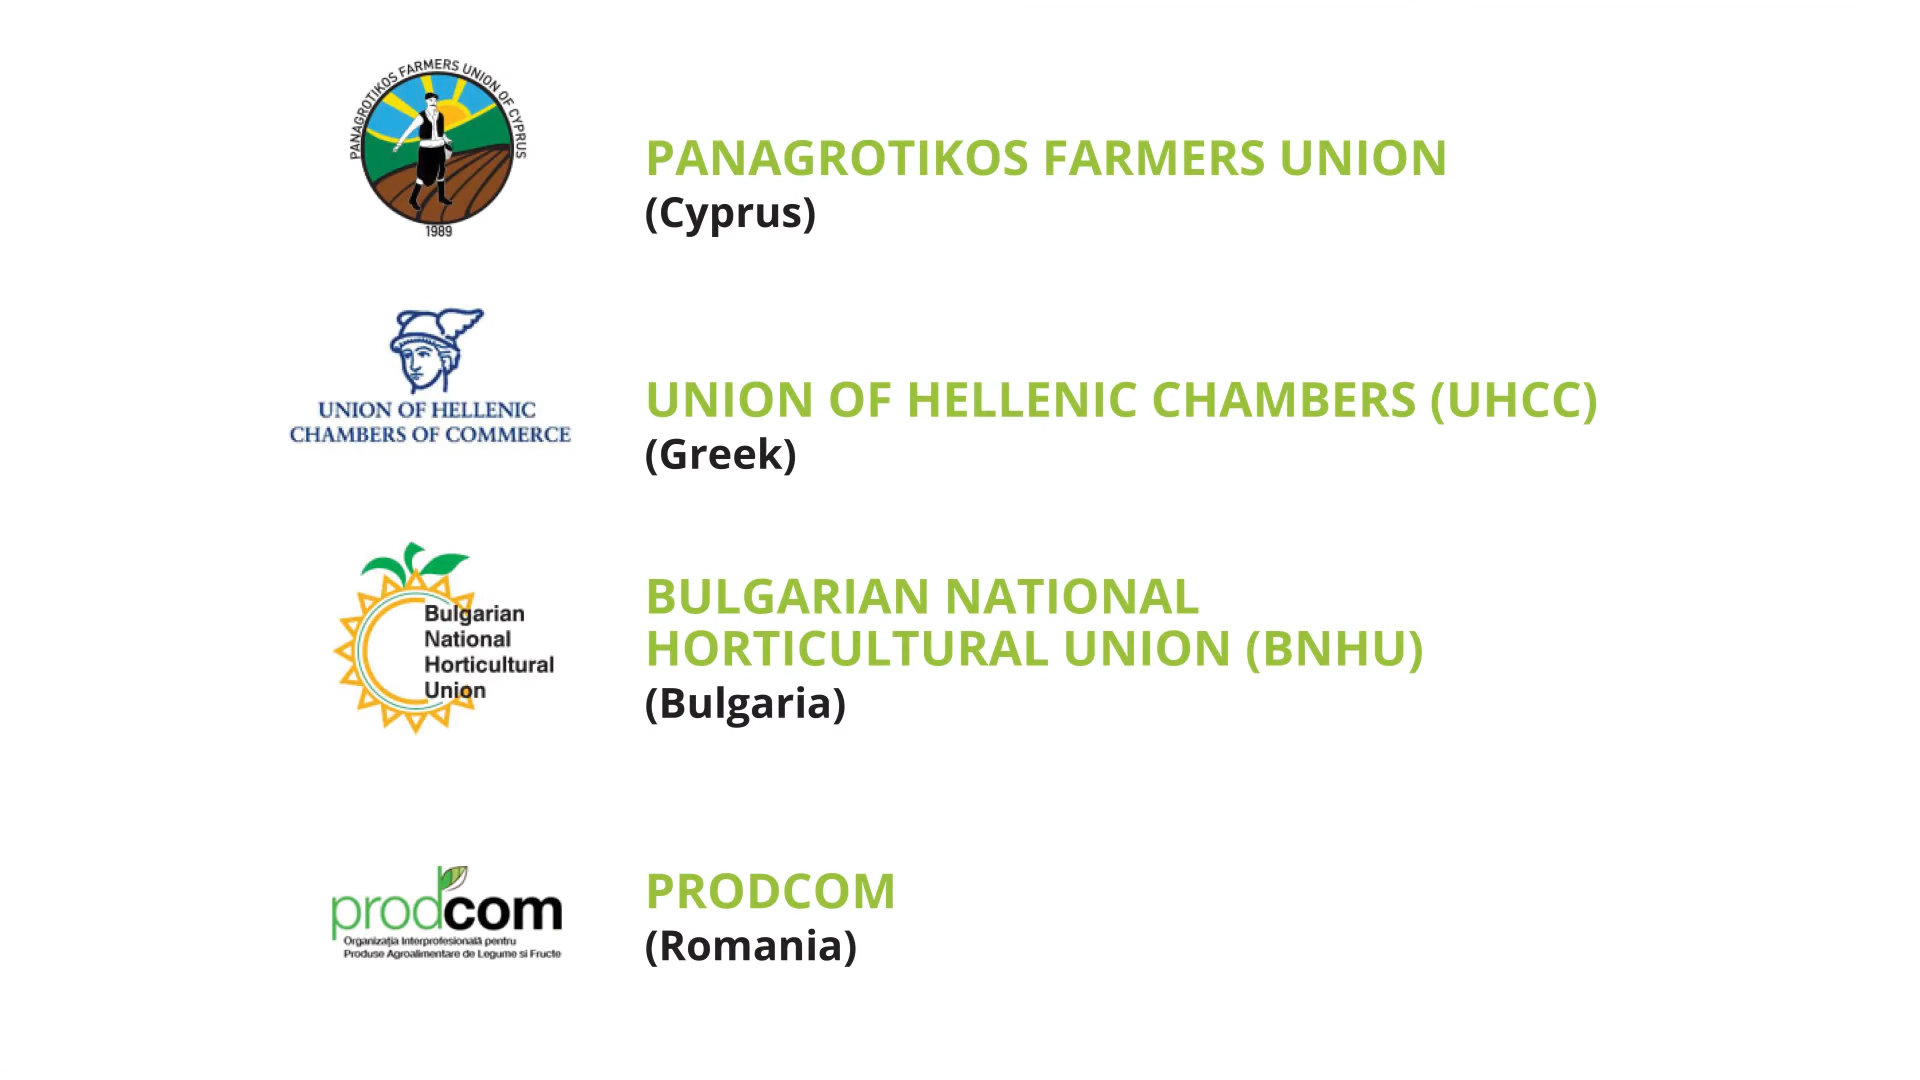 PANAGROTIKOS FARMERS UNION OF CYPRUS
1989
PANAGROTIKOS FARMERS UNION
(Cyprus)
UNION OF HELLENIC
CHAMBERS OF COMMERCE
UNION OF HELLENIC CHAMBERS (UHCC)
(Greek)
Bulgarian
National
Horticultural
Union
BULGARIAN NATIONAL
HORTICULTURAL UNION (BNHU)
(Bulgaria)
prodcom
Organizația Interprofesională pentru
Produse Agroalimentare de Legume si Fructe
PRODCOM
(Romania)